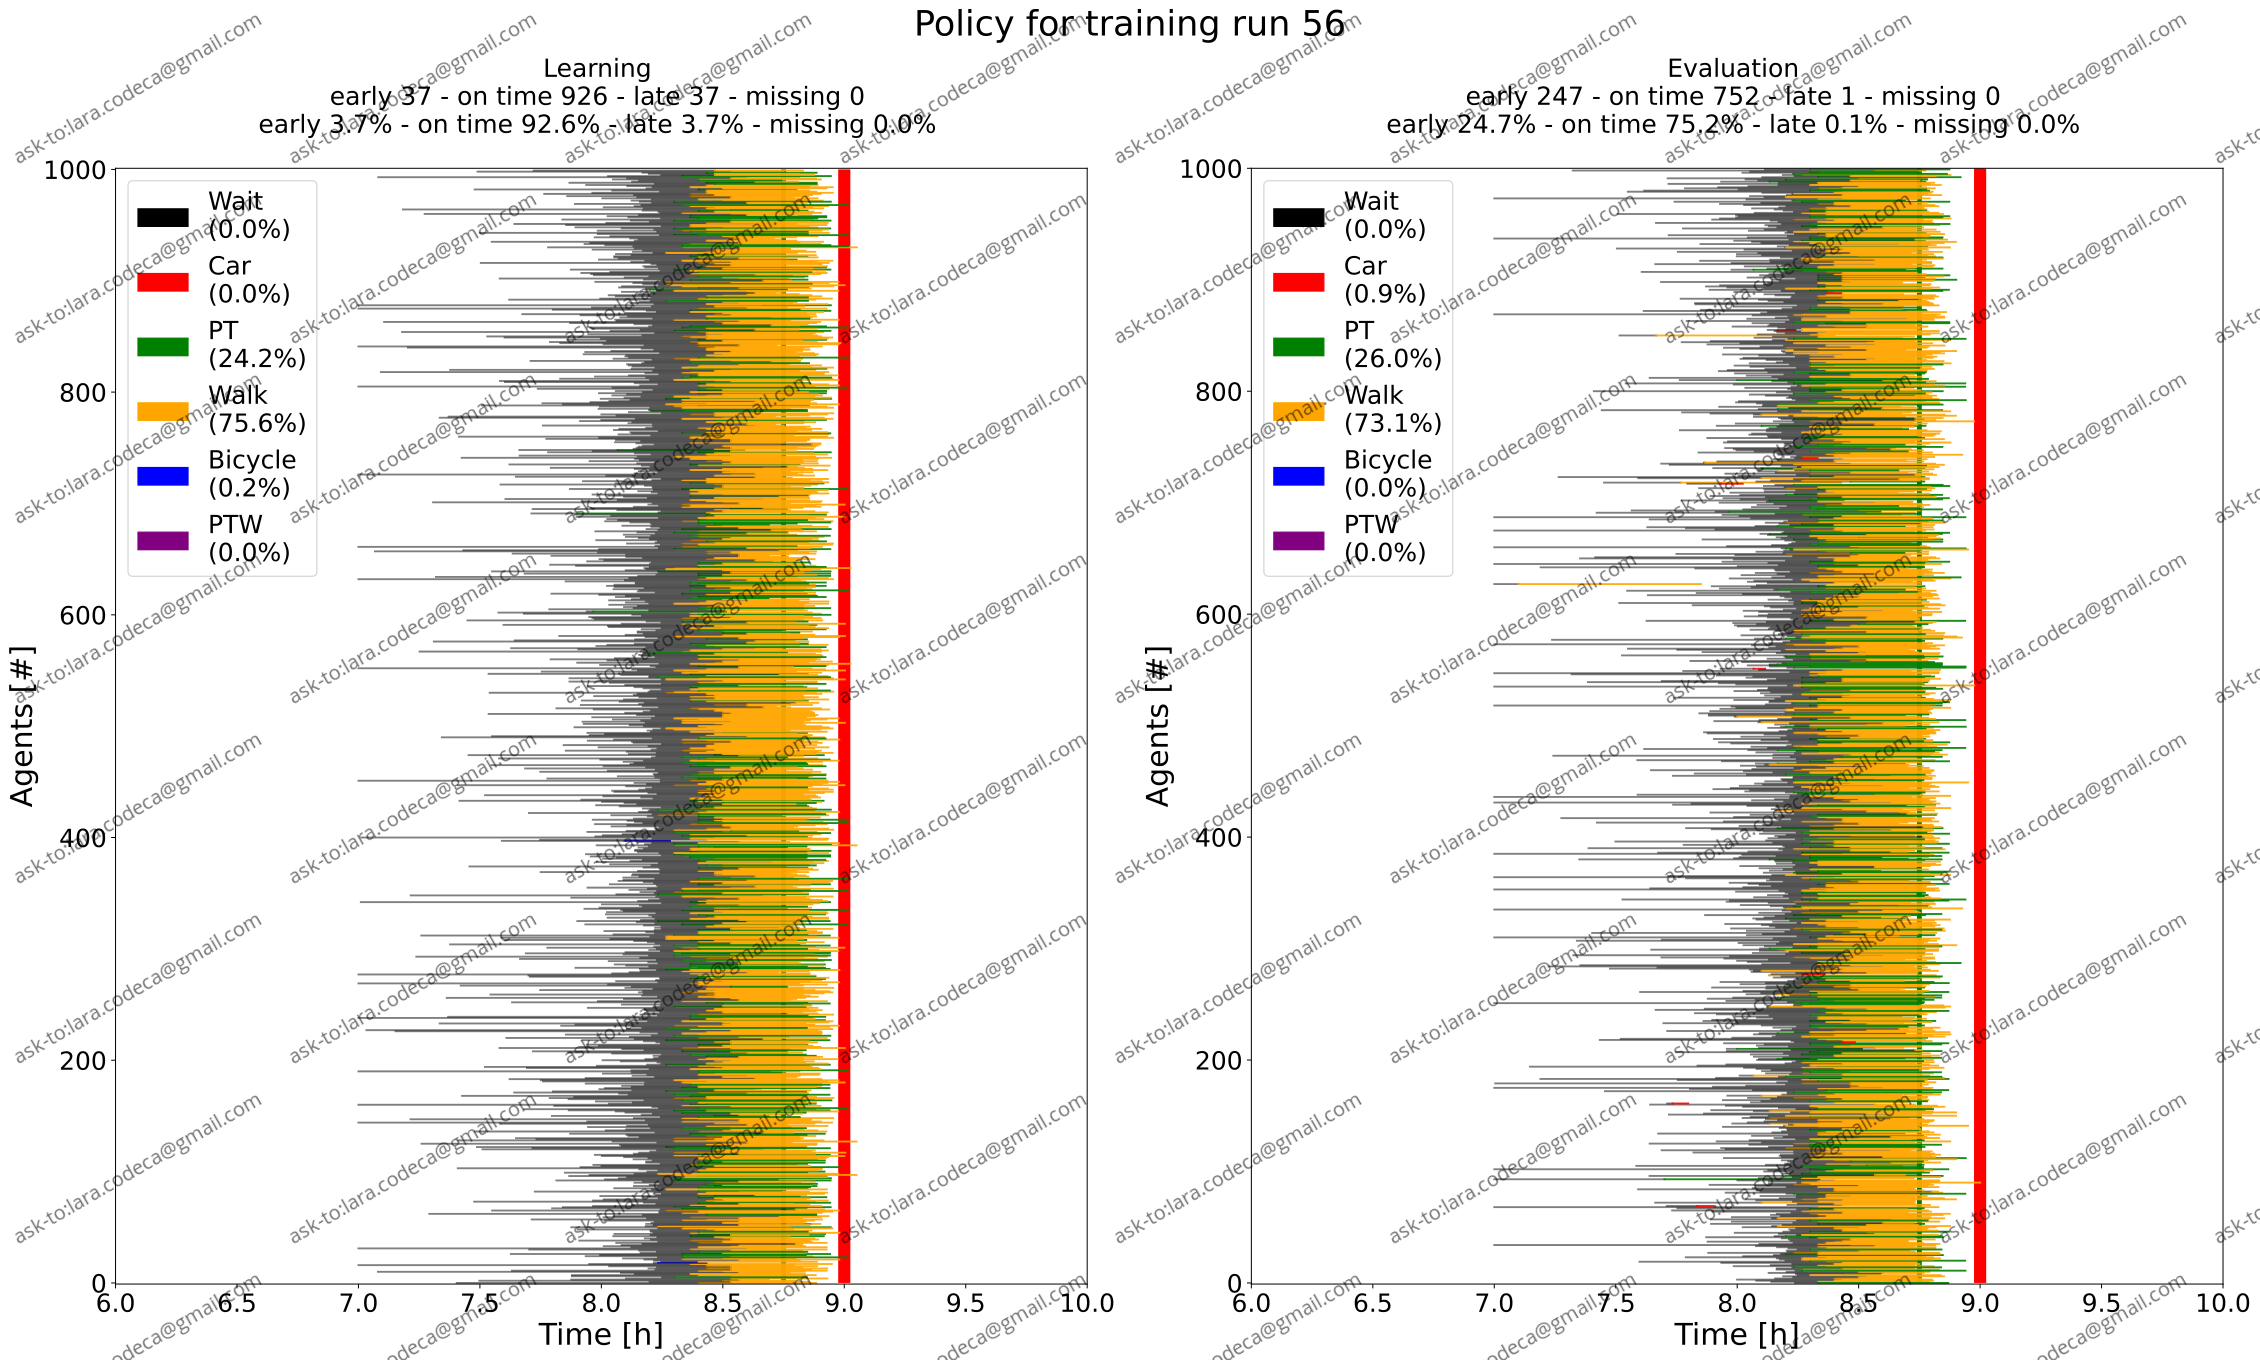 Policy for training run 56
Learning
early 37 - on time 926 - late 37 - missing 0
early 3.7% - on time 92.6% - late 3.7% - missing 0.0%
Wait
(0.0%)
Car
(0.0%)
PT
(24.2%)
Walk
(75.6%)
Bicycle
(0.2%)
PTW
(0.0%)
1000
800
600
400
200
0
Agents [#]
6.0 6.5 7.0 7.5 8.0 8.5 9.0 9.5 10.0
Time [h]
Evaluation
early 247 - on time 752 - late 1 - missing 0
early 24.7% - on time 75.2% - late 0.1% - missing 0.0%
Wait
(0.0%)
Car
(0.9%)
PT
(26.0%)
Walk
(73.1%)
Bicycle
(0.0%)
PTW
(0.0%)
1000
800
600
400
200
0
Agents [#]
6.0 6.5 7.0 7.5 8.0 8.5 9.0 9.5 10.0
Time [h]
ask-to:lara.codeca@gmail.com